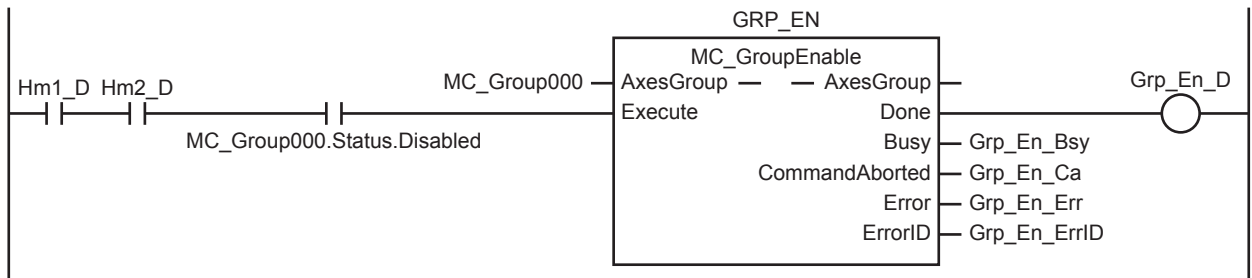 GRP_EN
MC_GroupEnable
Hm1_D Hm2_D MC_Group000 AxesGroup AxesGroup Grp_En_D
Execute Done
MC_Group000.Status.Disabled
Busy Grp_En_Bsy
CommandAborted Grp_En_Ca
Error Grp_En_Err
ErrorID Grp_En_ErrID